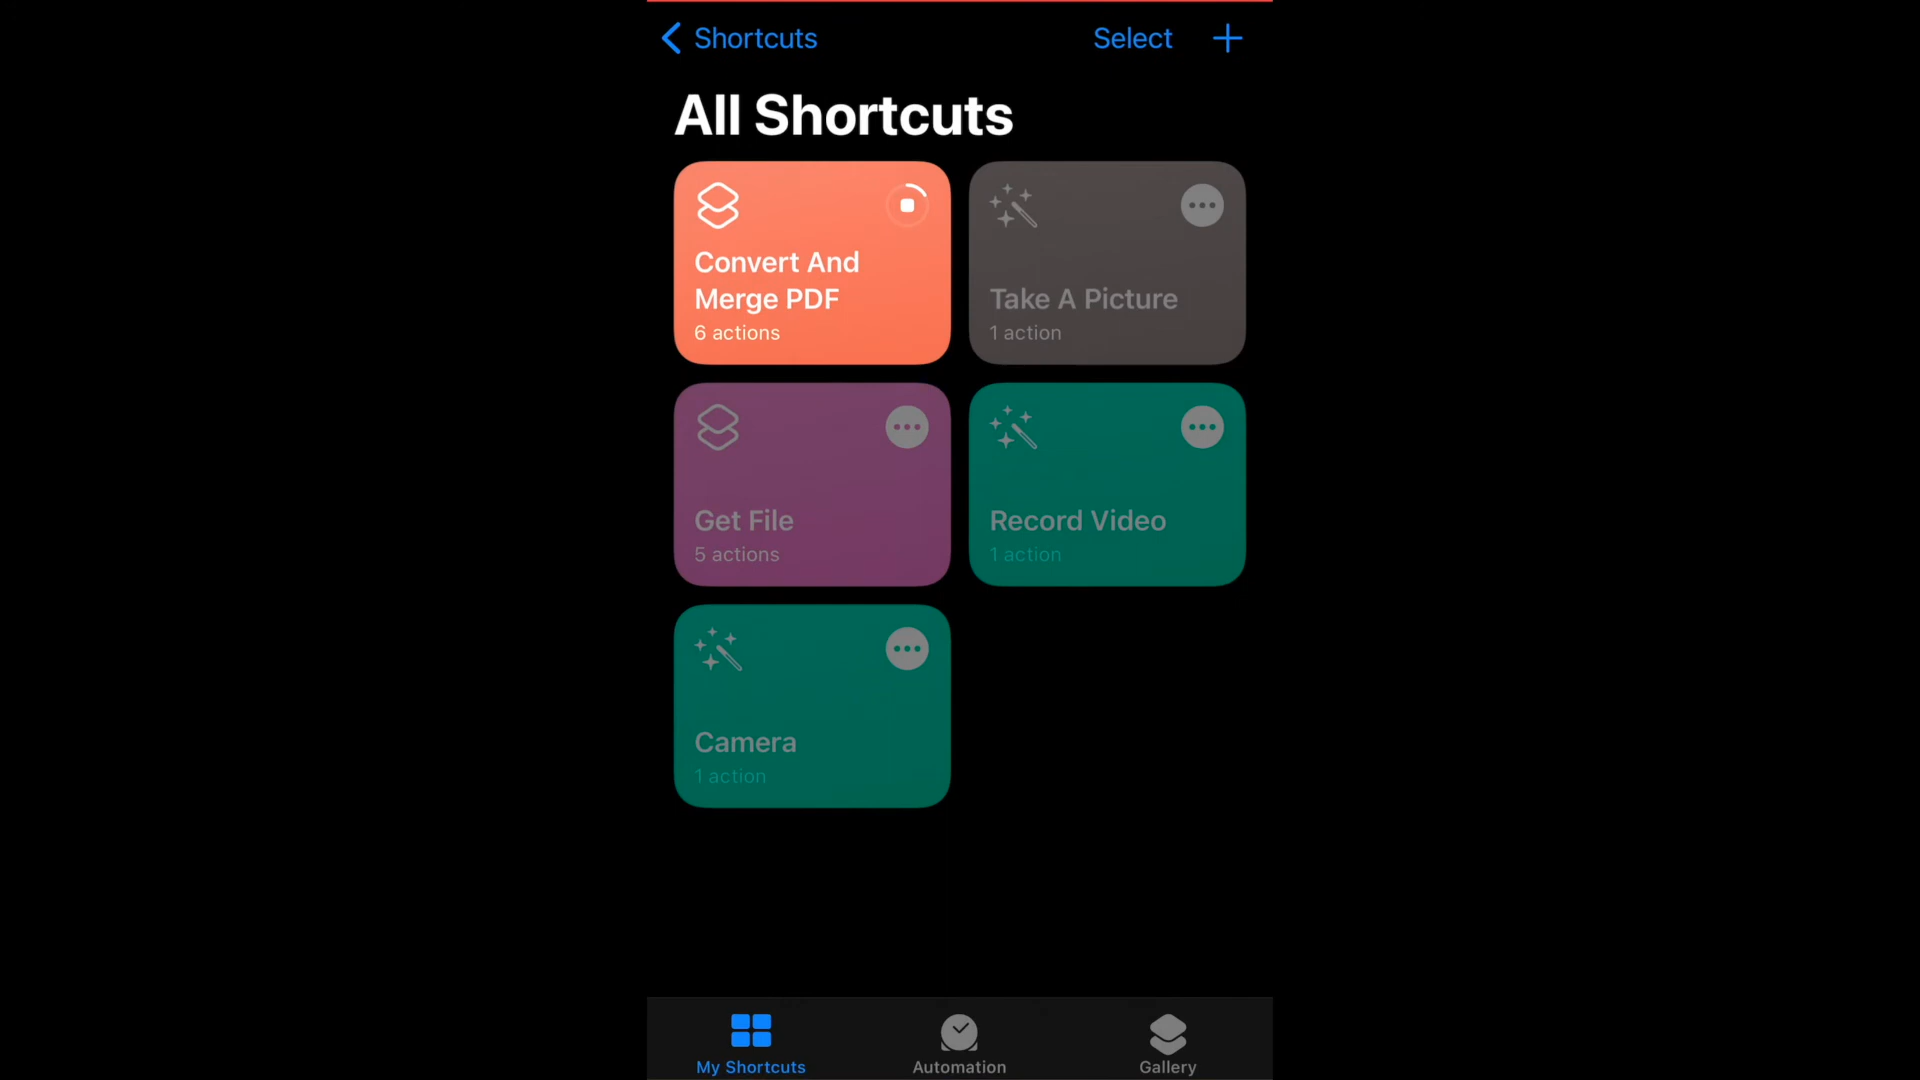 Shortcuts
Select
All Shortcuts
Convert And
Merge PDF
6 actions
Take A Picture
1 action
Get File
5 actions
Record Video
1 action
Camera
1 action
My Shortcuts
Automation
Gallery